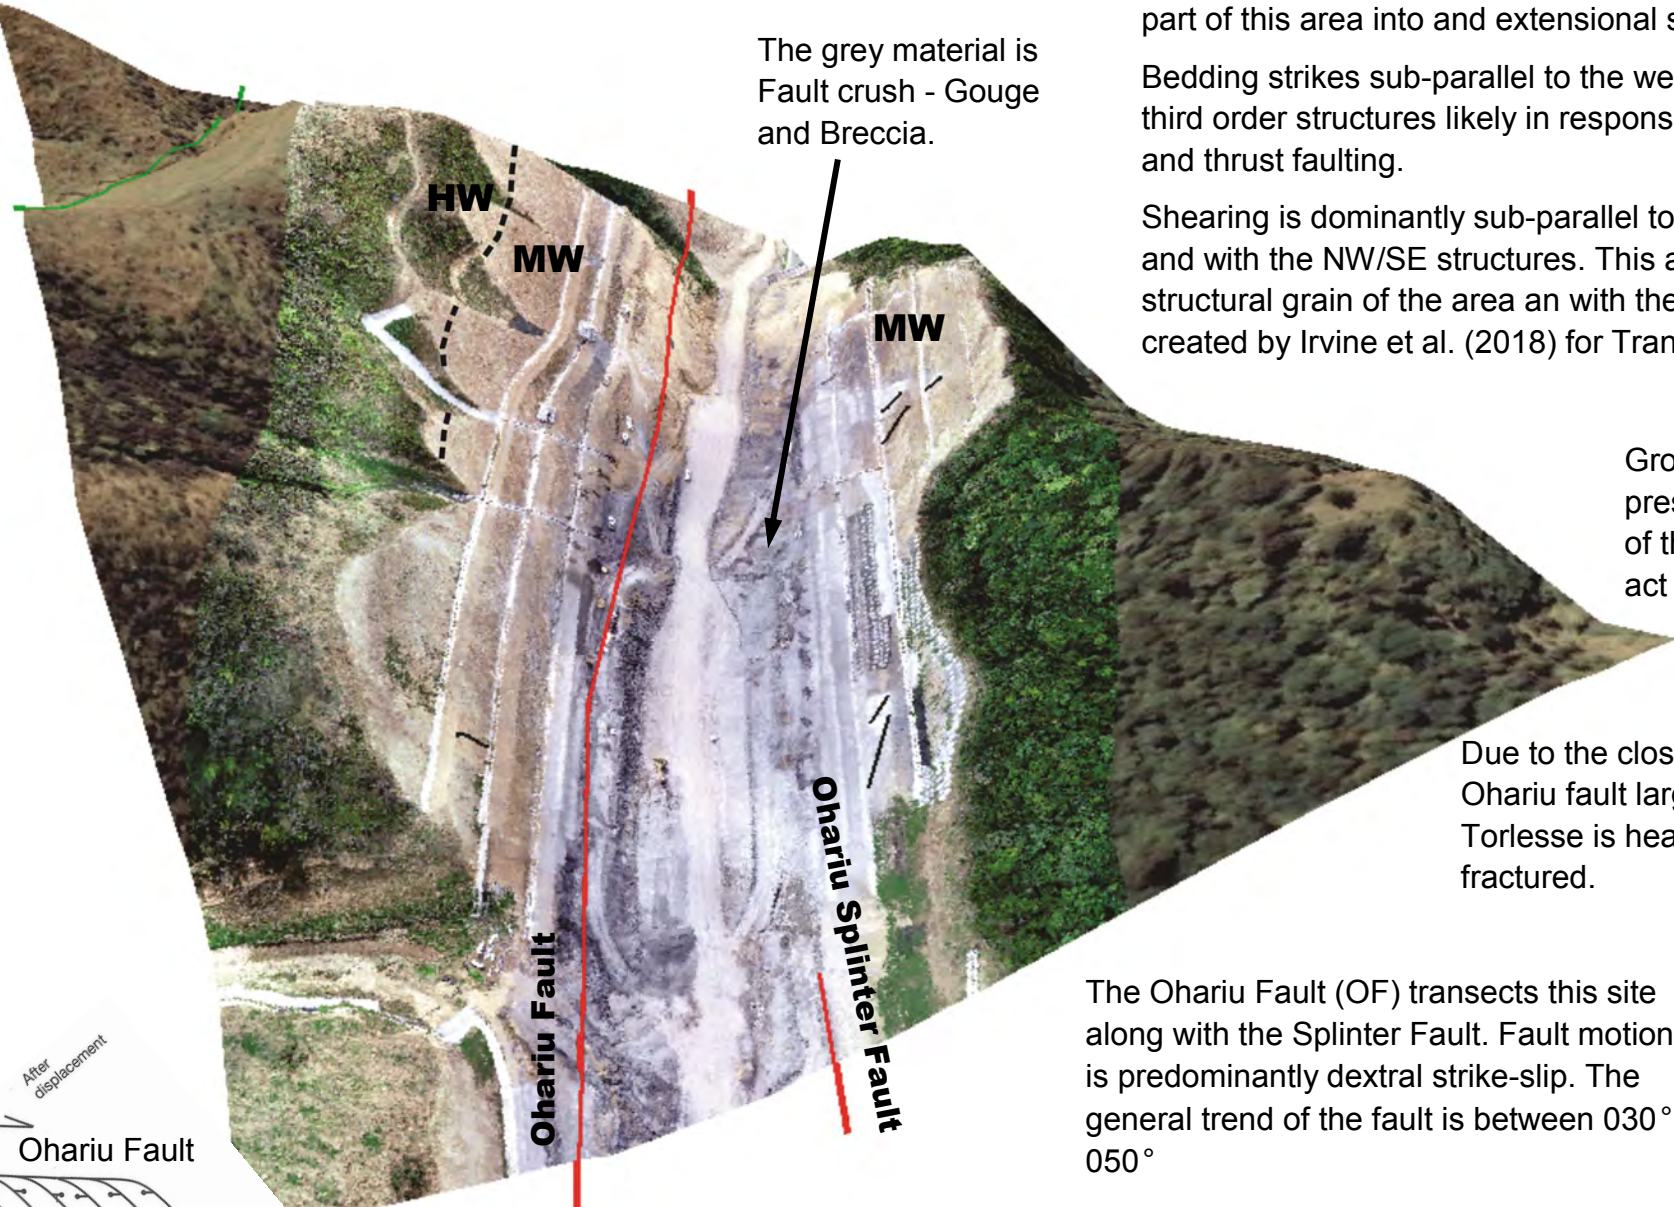 part of this area into and extensional s
Bedding strikes sub-parallel to the we
third order structures likely in respons
and thrust faulting.
Shearing is dominantly sub-parallel to
and with the NW/SE structures. This a
structural grain of the area an with the
created by Irvine et al. (2018) for Tran
The grey material is
Fault crush - Gouge
and Breccia.
HW
MW
MW
Gro
pres
of th
act
Due to the clos
Ohariu fault larg
Torlesse is hea
fractured.
Ohariu Fault
Ohariu Splinter Fault
The Ohariu Fault (OF) transects this site
along with the Splinter Fault. Fault motion
is predominantly dextral strike-slip. The
general trend of the fault is between 030°
050°
After
displacement
Ohariu Fault